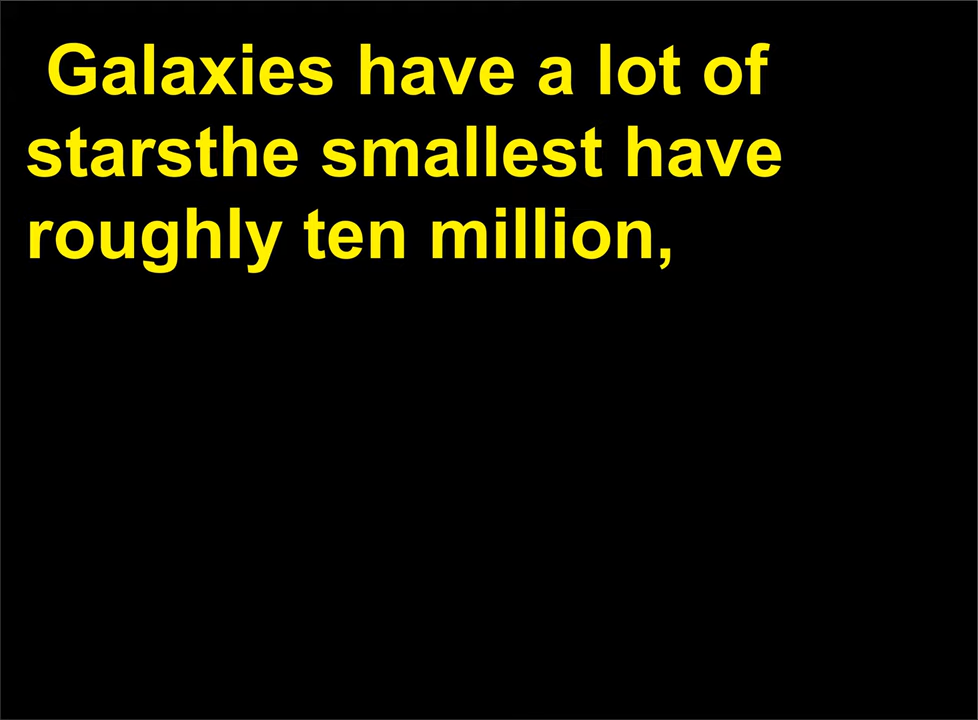 Galaxies have a lot of
starsthe smallest have
roughly ten million,